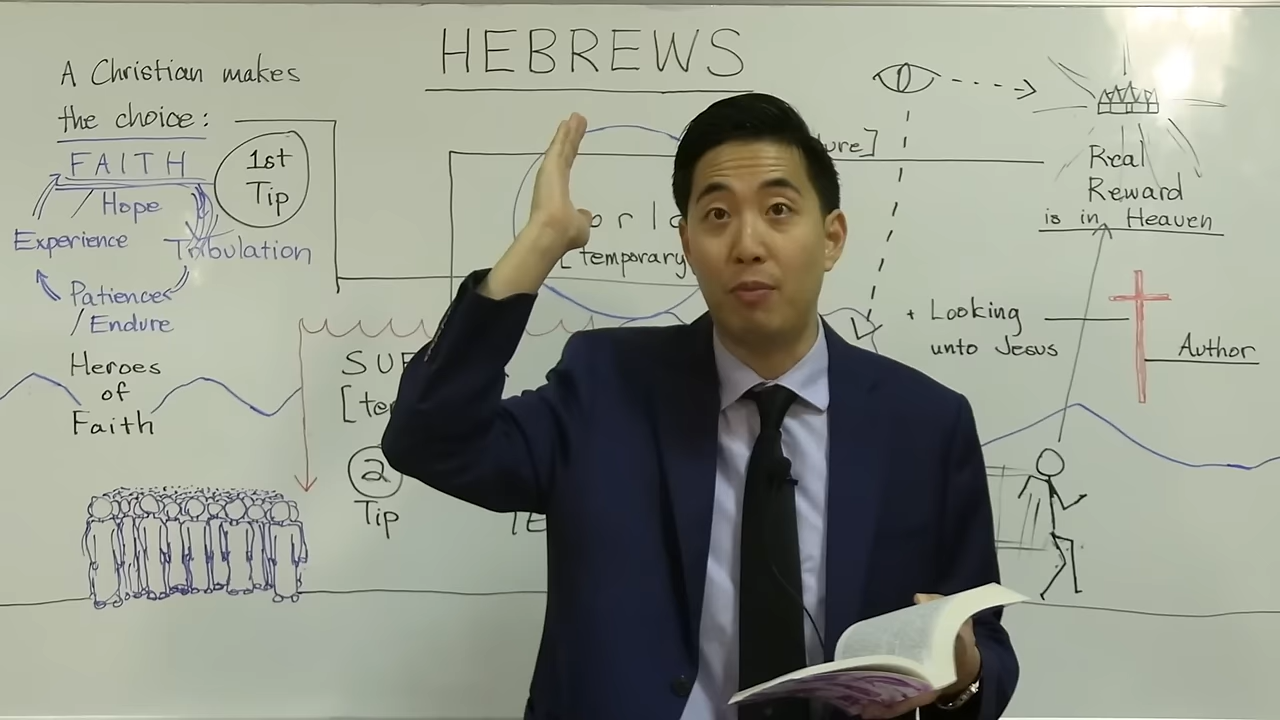 HEBREWS
A Christian makes
the choice:
FAITH
Hope
Experience
Tribulation
Patience
/ Endure
1st
Tip
Heroes
of
Faith
[temporary
2
Tip
Real
Reward
is in Heaven
+ Looking
unto Jesus
Author